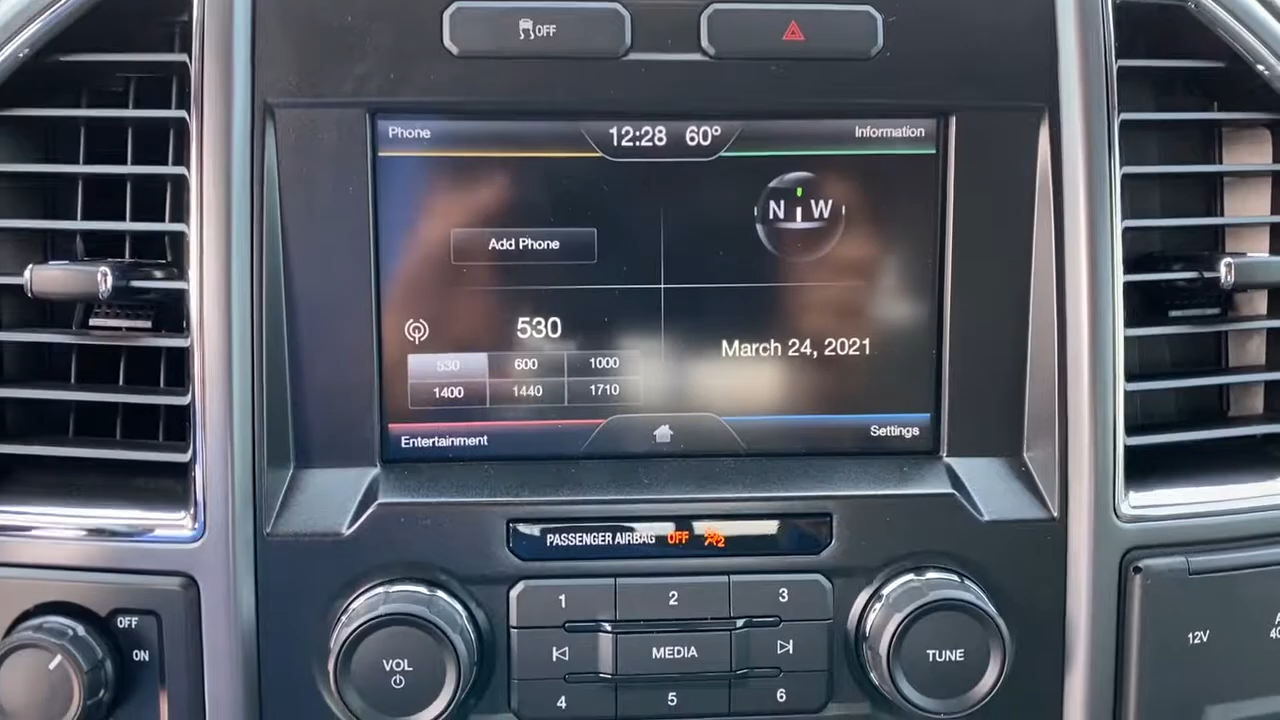 OFF
Phone
12:28 60°
Information
N W
Add Phone
530
530 600 1000
1400 1440 1710
March 24, 2021
Entertainment
Settings
PASSENGER AIRBAG OFF 2
1 2 3
OFF
ON
VOL
MEDIA
TUNE
12V
4 5 6